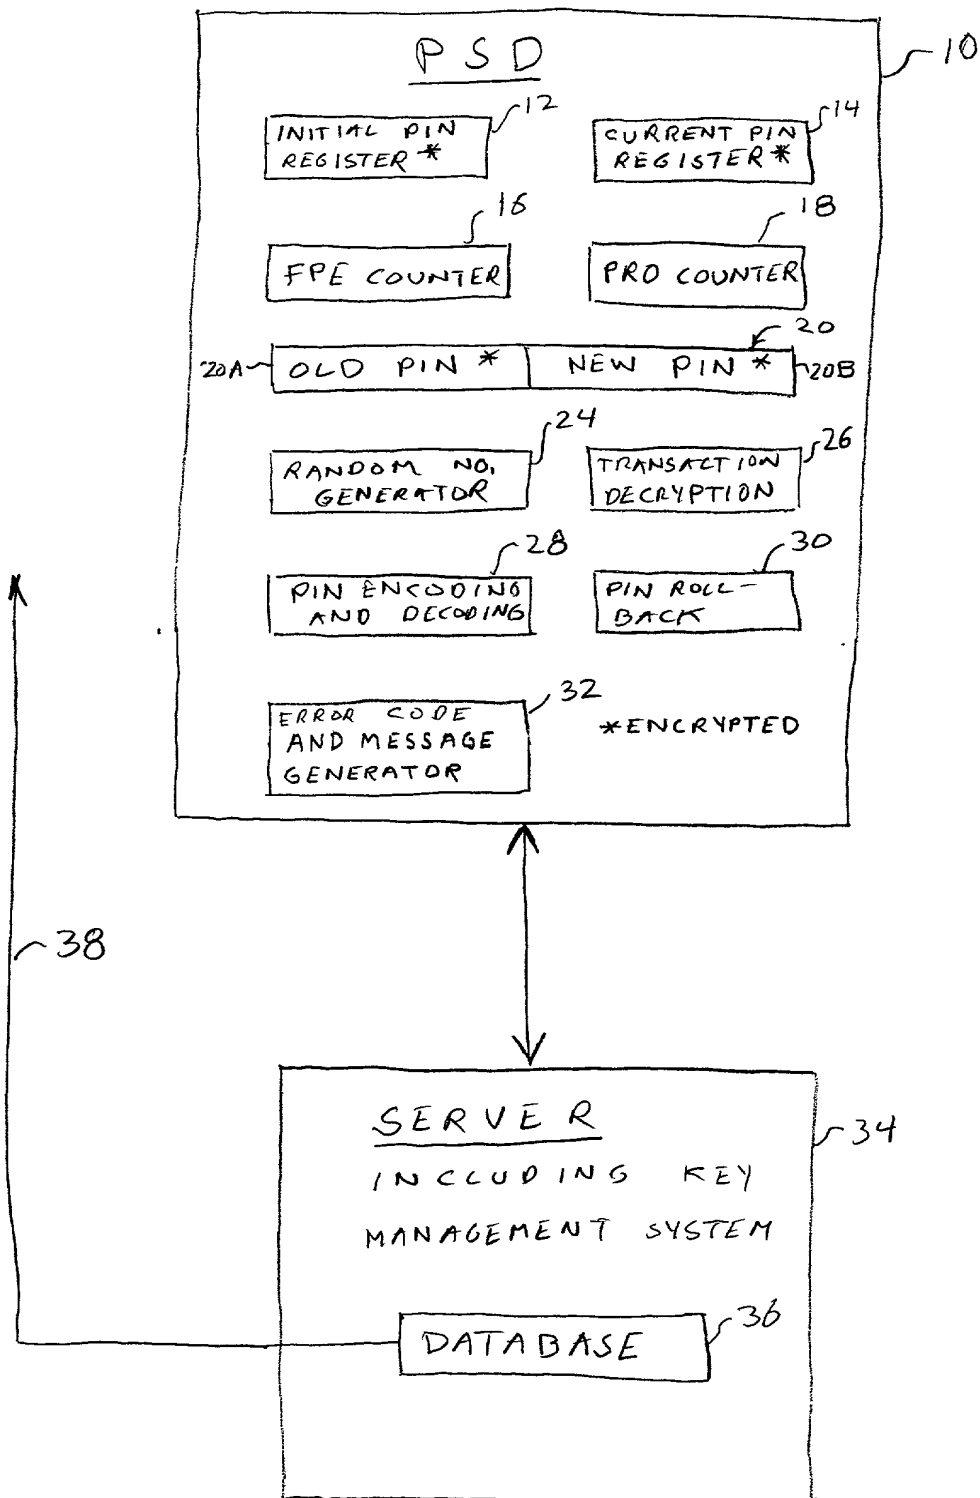 PSD
10
12
14
INITIAL PIN
REGISTER *
CURRENT PIN
REGISTER *
16
18
FPE COUNTER
PRO COUNTER
20
20A
OLD PIN *
NEW PIN *
20B
24
26
RANDOM NO.
GENERATOR
TRANSACTION
DECRYPTION
28
30
PIN ENCODING
AND DECODING
PIN ROLL-
BACK
32
ERROR CODE
AND MESSAGE
GENERATOR
*ENCRYPTED
38
SERVER
34
INCLUDING KEY
MANAGEMENT SYSTEM
36
DATABASE